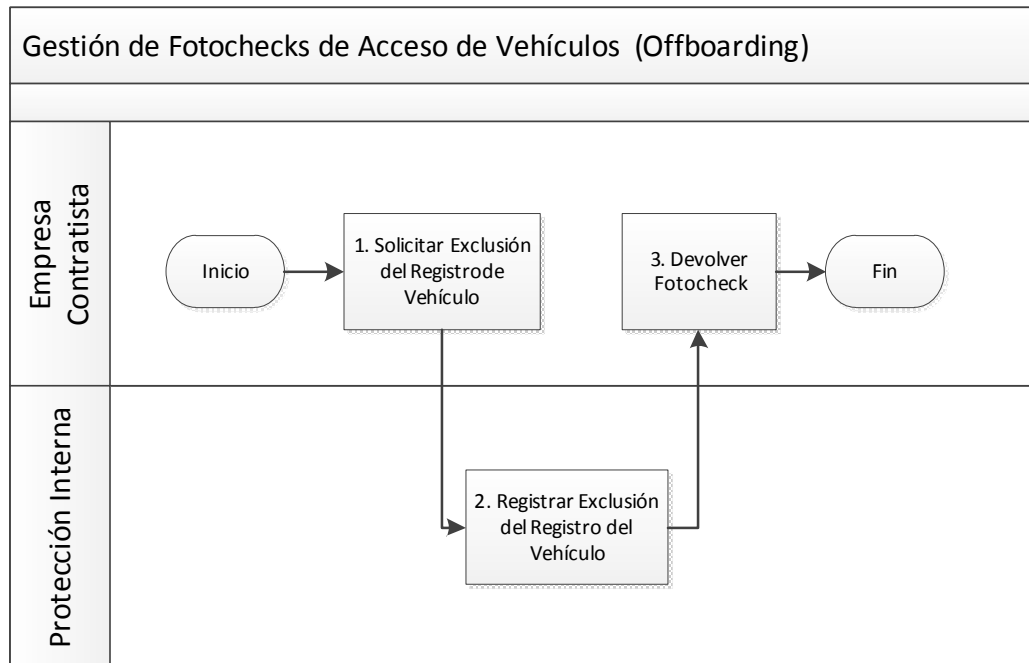 Gestión de Fotochecks de Acceso de Vehículos (Offboarding)
Empresa
Contratista
Inicio
1. Solicitar Exclusión
del Registrode
Vehículo
3. Devolver
Fotocheck
Fin
Protección Interna
2. Registrar Exclusión
del Registro del
Vehículo